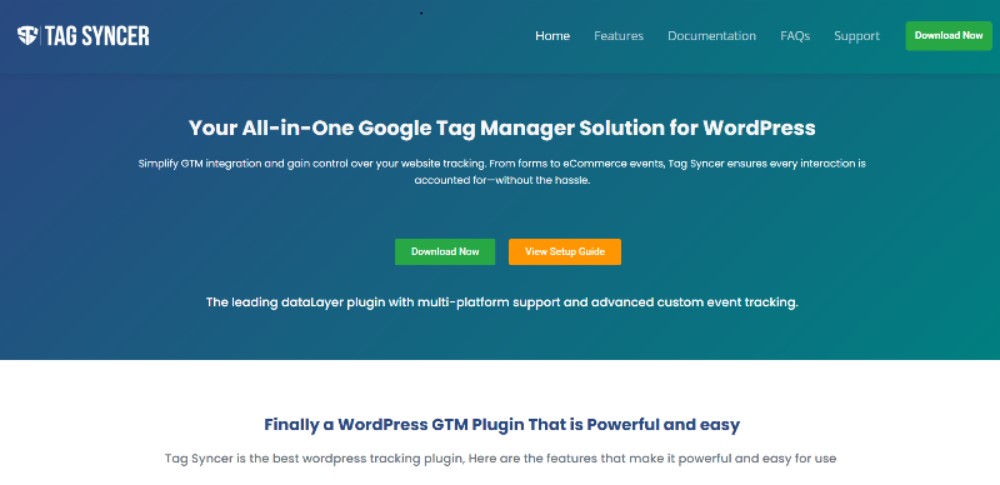 TAG SYNCER
Home
Features
Documentation
FAQs
Support
Download Now
Your All-in-One Google Tag Manager Solution for WordPress
Simplify GTM integration and gain control over your website tracking. From forms to eCommerce events, Tag Syncer ensures every interaction is
accounted for—without the hassle.
Download Now
View Setup Guide
The leading dataLayer plugin with multi-platform support and advanced custom event tracking.
Finally a WordPress GTM Plugin That is Powerful and easy
Tag Syncer is the best wordpress tracking plugin, Here are the features that make it powerful and easy for use